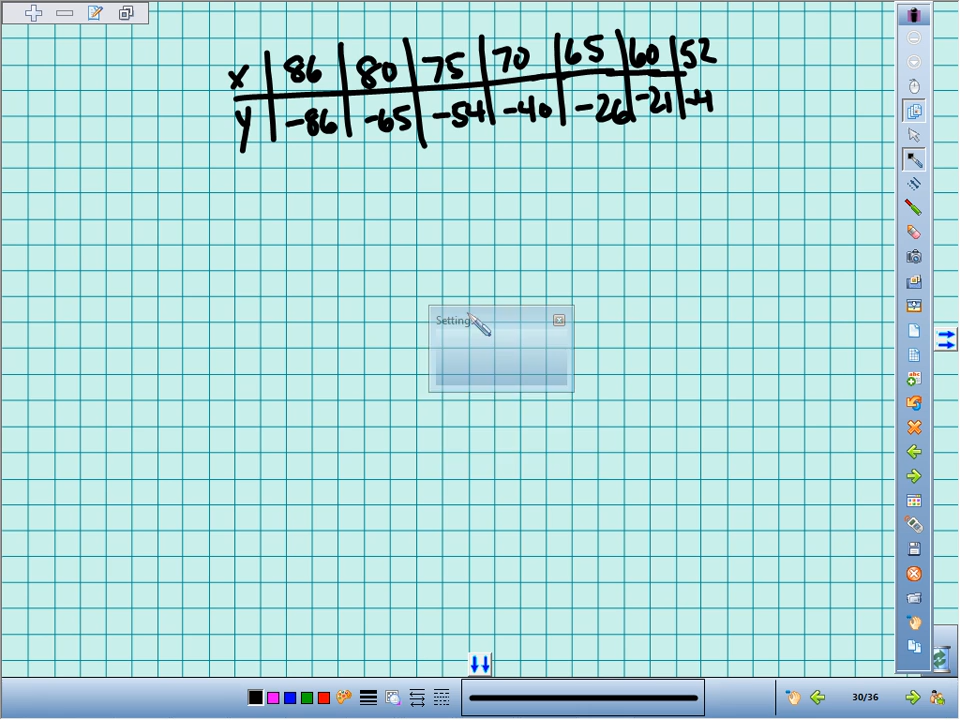 x | 86 | 80 | 75 | 70 | 65 | 60 | 52
y | -86 | -65 | -54 | -40 | -26 | -21 | -4
Setting
30/36